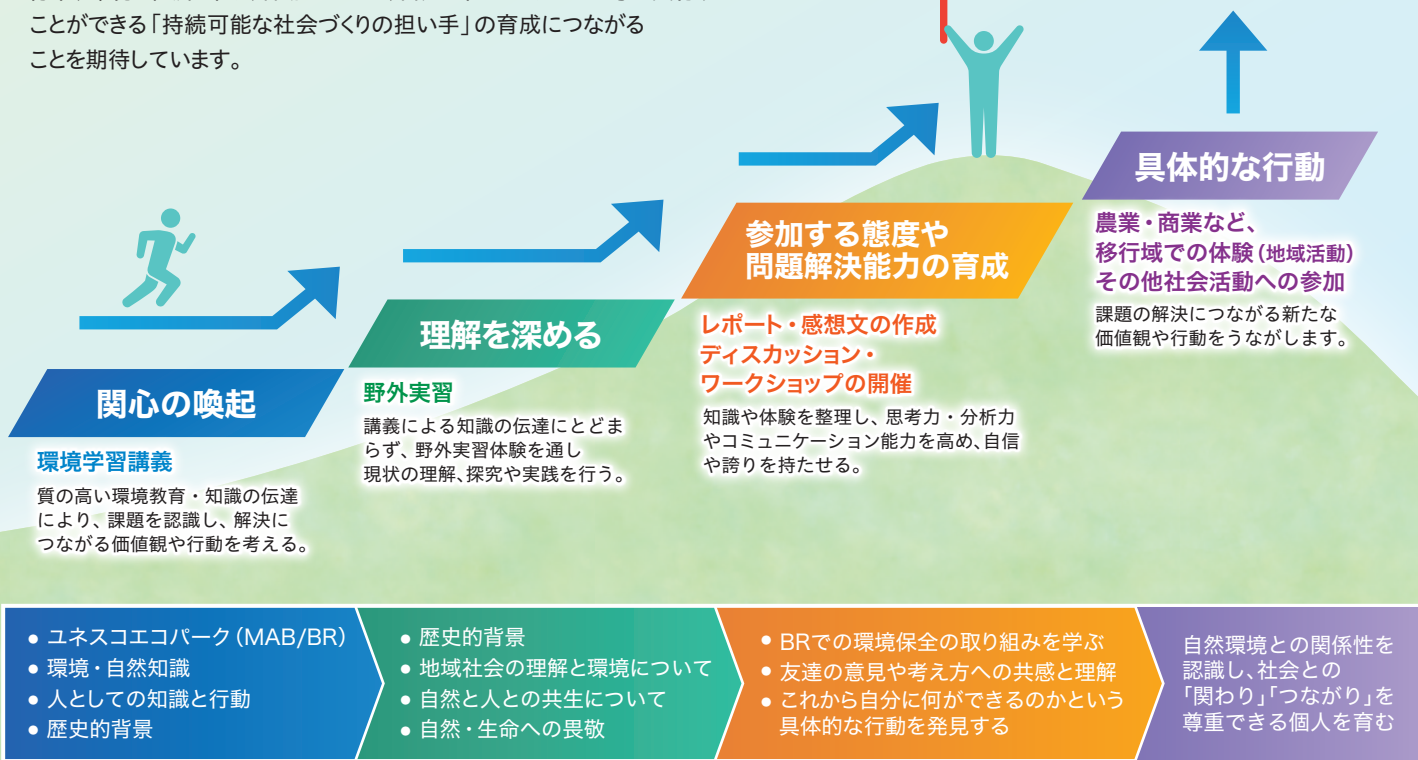 ことができる「持続可能な社会づくりの担い手」の育成につながる
ことを期待しています。
関心の喚起
環境学習講義
質の高い環境教育・知識の伝達
により、課題を認識し、解決に
つながる価値観や行動を考える。
理解を深める
野外実習
講義による知識の伝達にとどま
らず、野外実習体験を通し
現状の理解、探究や実践を行う。
参加する態度や
問題解決能力の育成
レポート・感想文の作成
ディスカッション・
ワークショップの開催
知識や体験を整理し、思考力・分析力
やコミュニケーション能力を高め、自信
や誇りを持たせる。
具体的な行動
農業・商業など、
移行域での体験（地域活動）
その他社会活動への参加
課題の解決につながる新たな
価値観や行動をうながします。
● ユネスコエコパーク（MAB/BR）
● 環境・自然知識
● 人としての知識と行動
● 歴史的背景
● 歴史的背景
● 地域社会の理解と環境について
● 自然と人との共生について
● 自然・生命への畏敬
● BRでの環境保全の取り組みを学ぶ
● 友達の意見や考え方への共感と理解
● これから自分に何ができるのかという
具体的な行動を発見する
自然環境との関係性を
認識し、社会との
「関わり」「つながり」を
尊重できる個人を育む